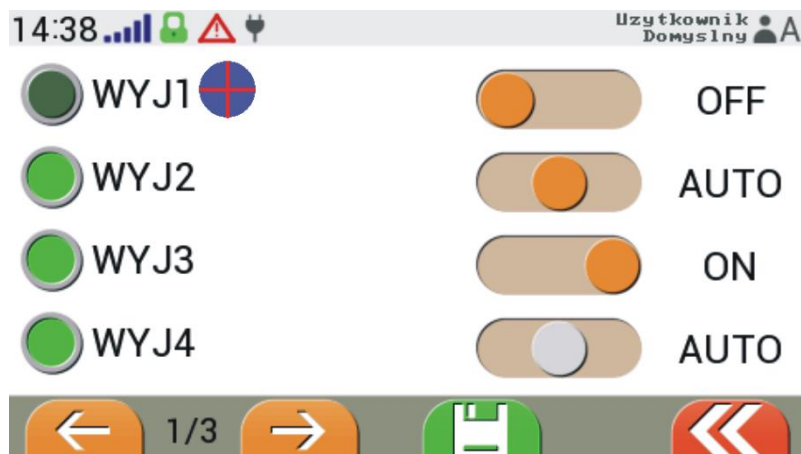 14:38
Uzytkownik
Domyslny
A
WYJ1
OFF
WYJ2
AUTO
WYJ3
ON
WYJ4
AUTO
1/3